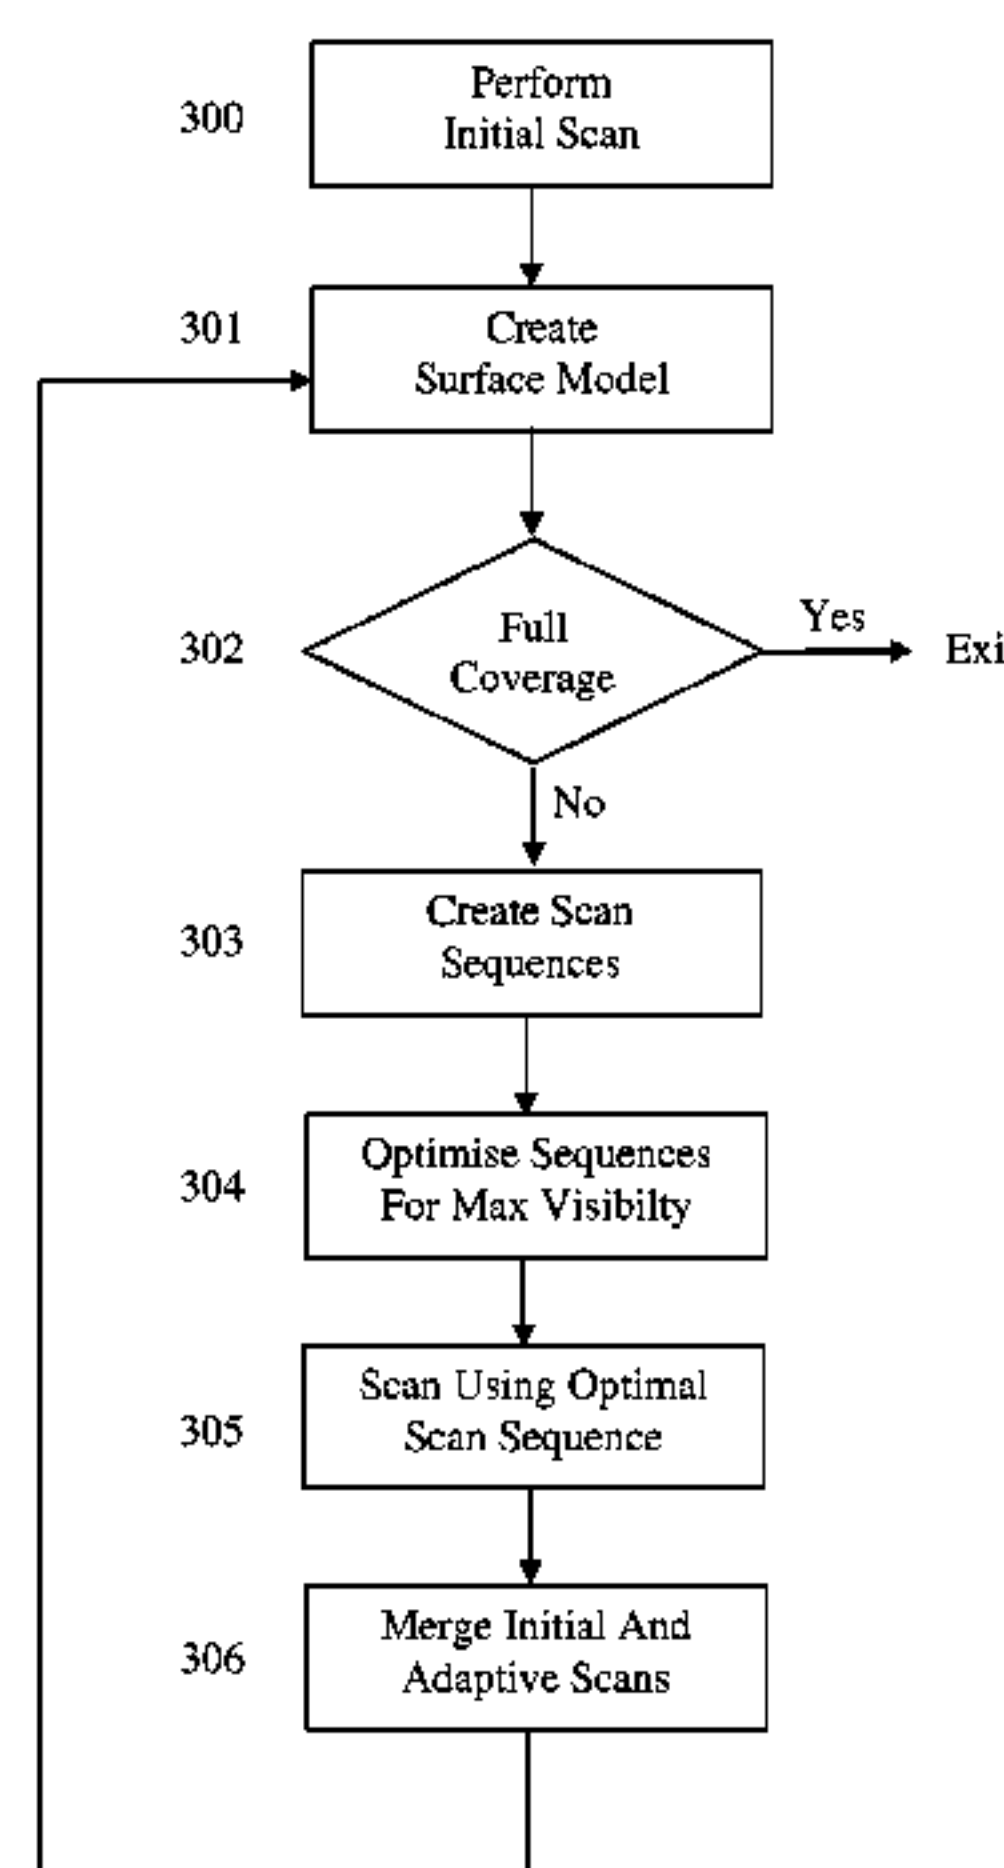 300
Perform
Initial Scan
301
Create
Surface Model
302
Full
Coverage
Yes
Exi
No
303
Create Scan
Sequences
304
Optimise Sequences
For Max Visibilty
305
Scan Using Optimal
Scan Sequence
306
Merge Initial And
Adaptive Scans